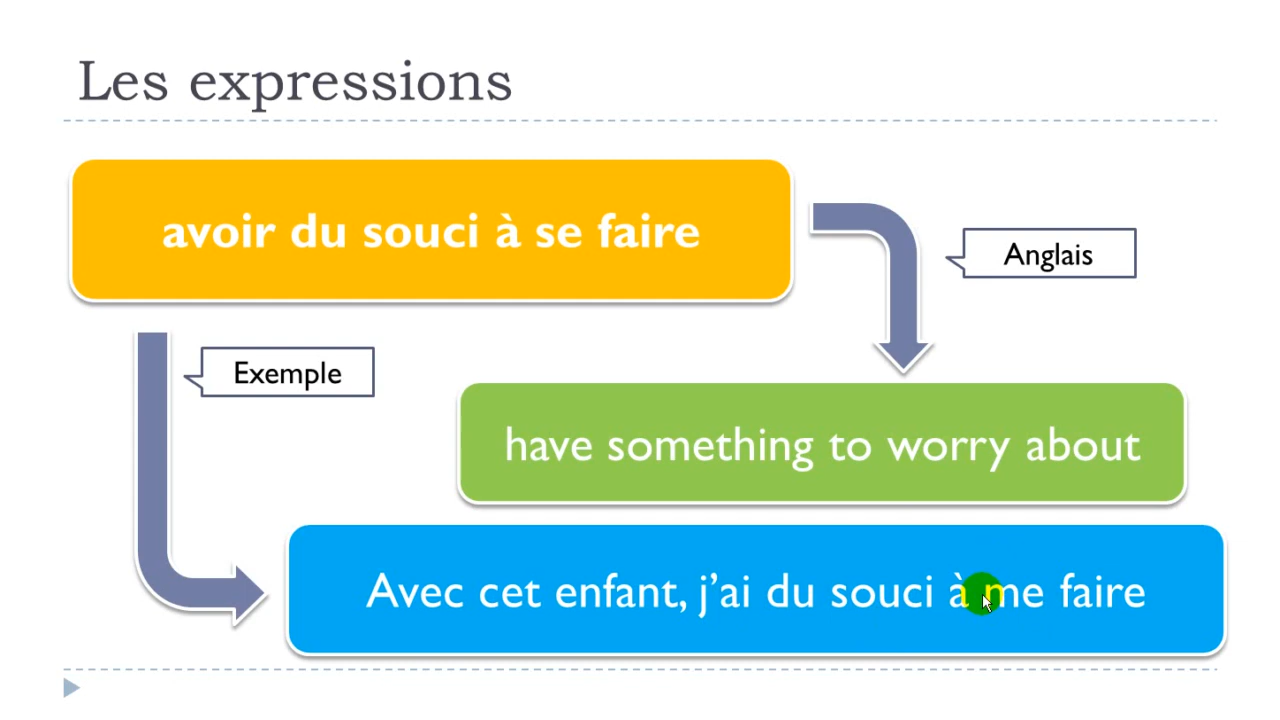 Les expressions
avoir du souci à se faire
Anglais
Exemple
have something to worry about
Avec cet enfant, j’ai du souci à me faire